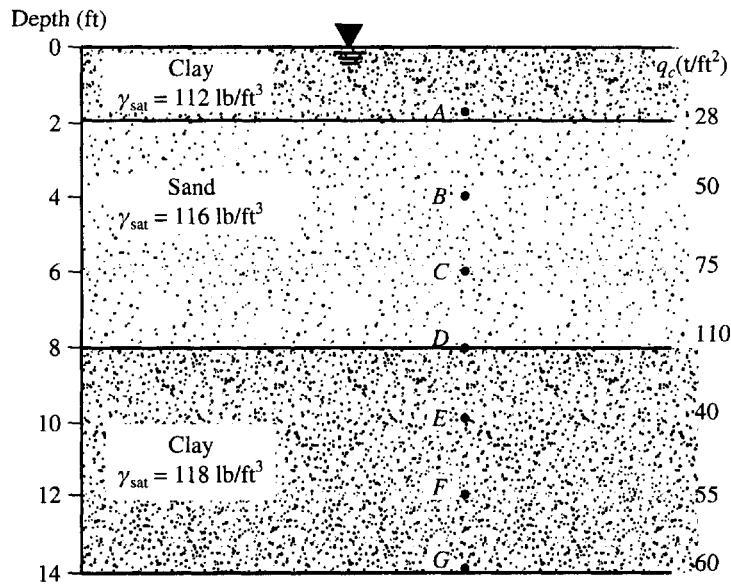 Depth (ft)
0
Clay
γsat = 112 lb/ft³
qc(t/ft²)
A
28
2
Sand
γsat = 116 lb/ft³
4
B
50
6
C
75
D
110
8
10
E
40
Clay
γsat = 118 lb/ft³
12
F
55
14
G
60